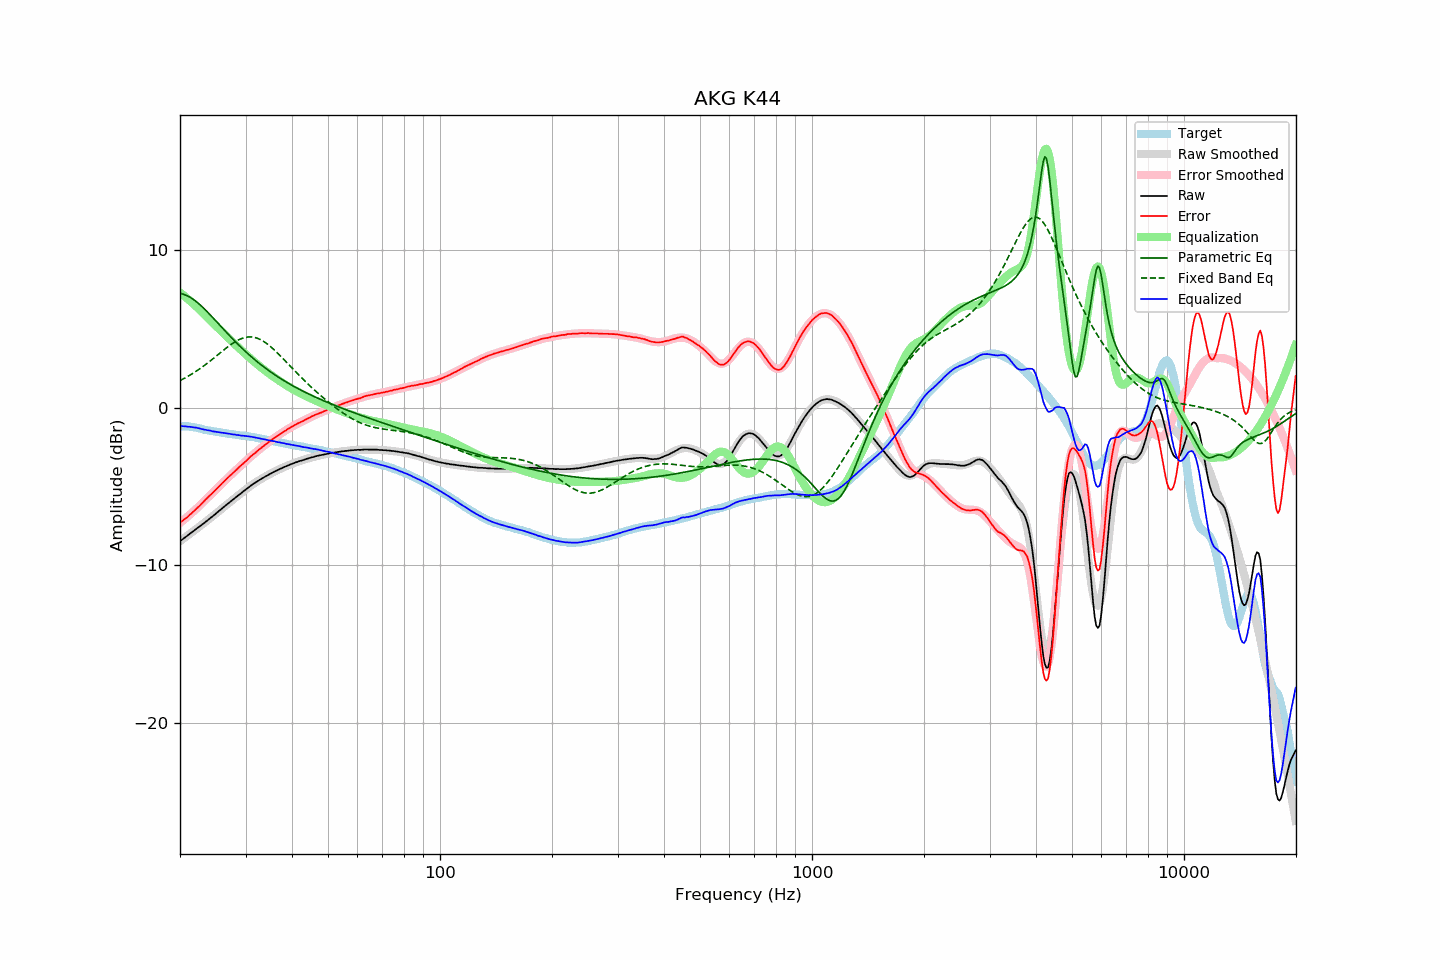 AKG K44
Target
Raw Smoothed
Error Smoothed
Raw
Error
Equalization
Parametric Eq
Fixed Band Eq
Equalized
Amplitude (dBr)
10
0
−10
−20
100
1000
10000
Frequency (Hz)